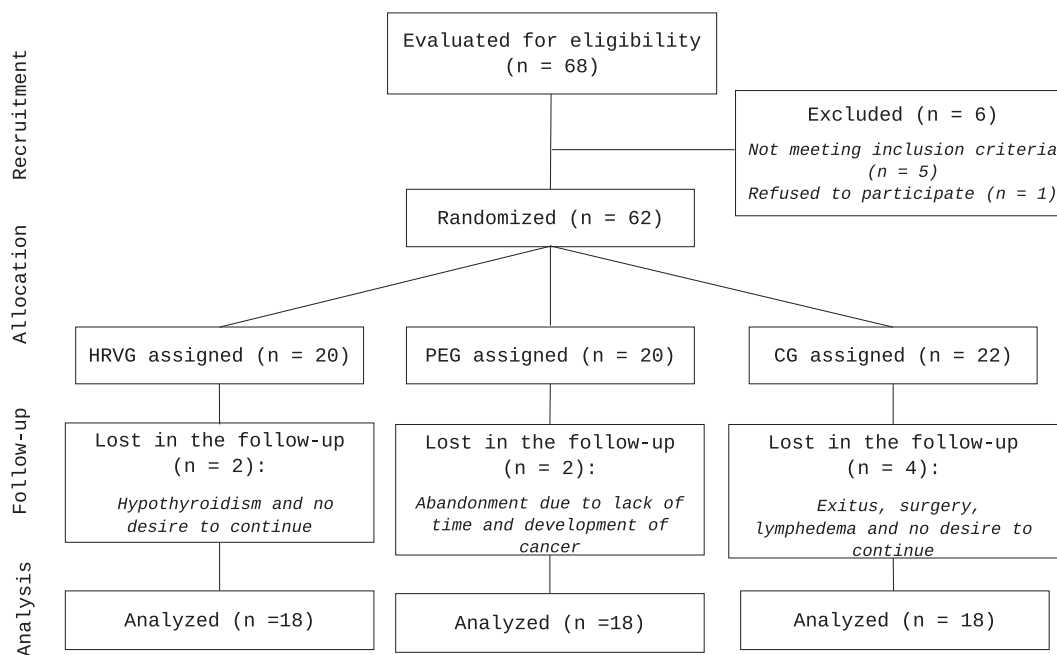 Recruitment
Evaluated for eligibility
(n = 68)
Excluded (n = 6)
Not meeting inclusion criteria
(n = 5)
Refused to participate (n = 1)
Randomized (n = 62)
Allocation
HRVG assigned (n = 20)
PEG assigned (n = 20)
CG assigned (n = 22)
Follow-up
Lost in the follow-up
(n = 2):
Hypothyroidism and no
desire to continue
Lost in the follow-up
(n = 2):
Abandonment due to lack of
time and development of
cancer
Lost in the follow-up
(n = 4):
Exitus, surgery,
lymphedema and no desire to
continue
Analysis
Analyzed (n =18)
Analyzed (n =18)
Analyzed (n = 18)